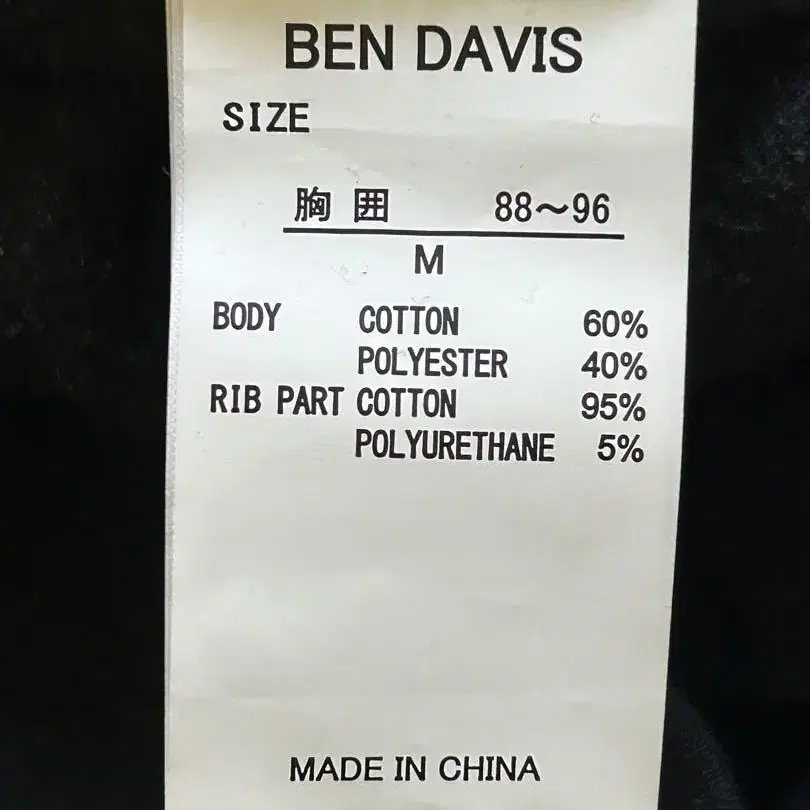 BEN DAVIS
SIZE
胸囲 88～96
M
BODY COTTON 60%
POLYESTER 40%
RIB PART COTTON 95%
POLYURETHANE 5%
MADE IN CHINA